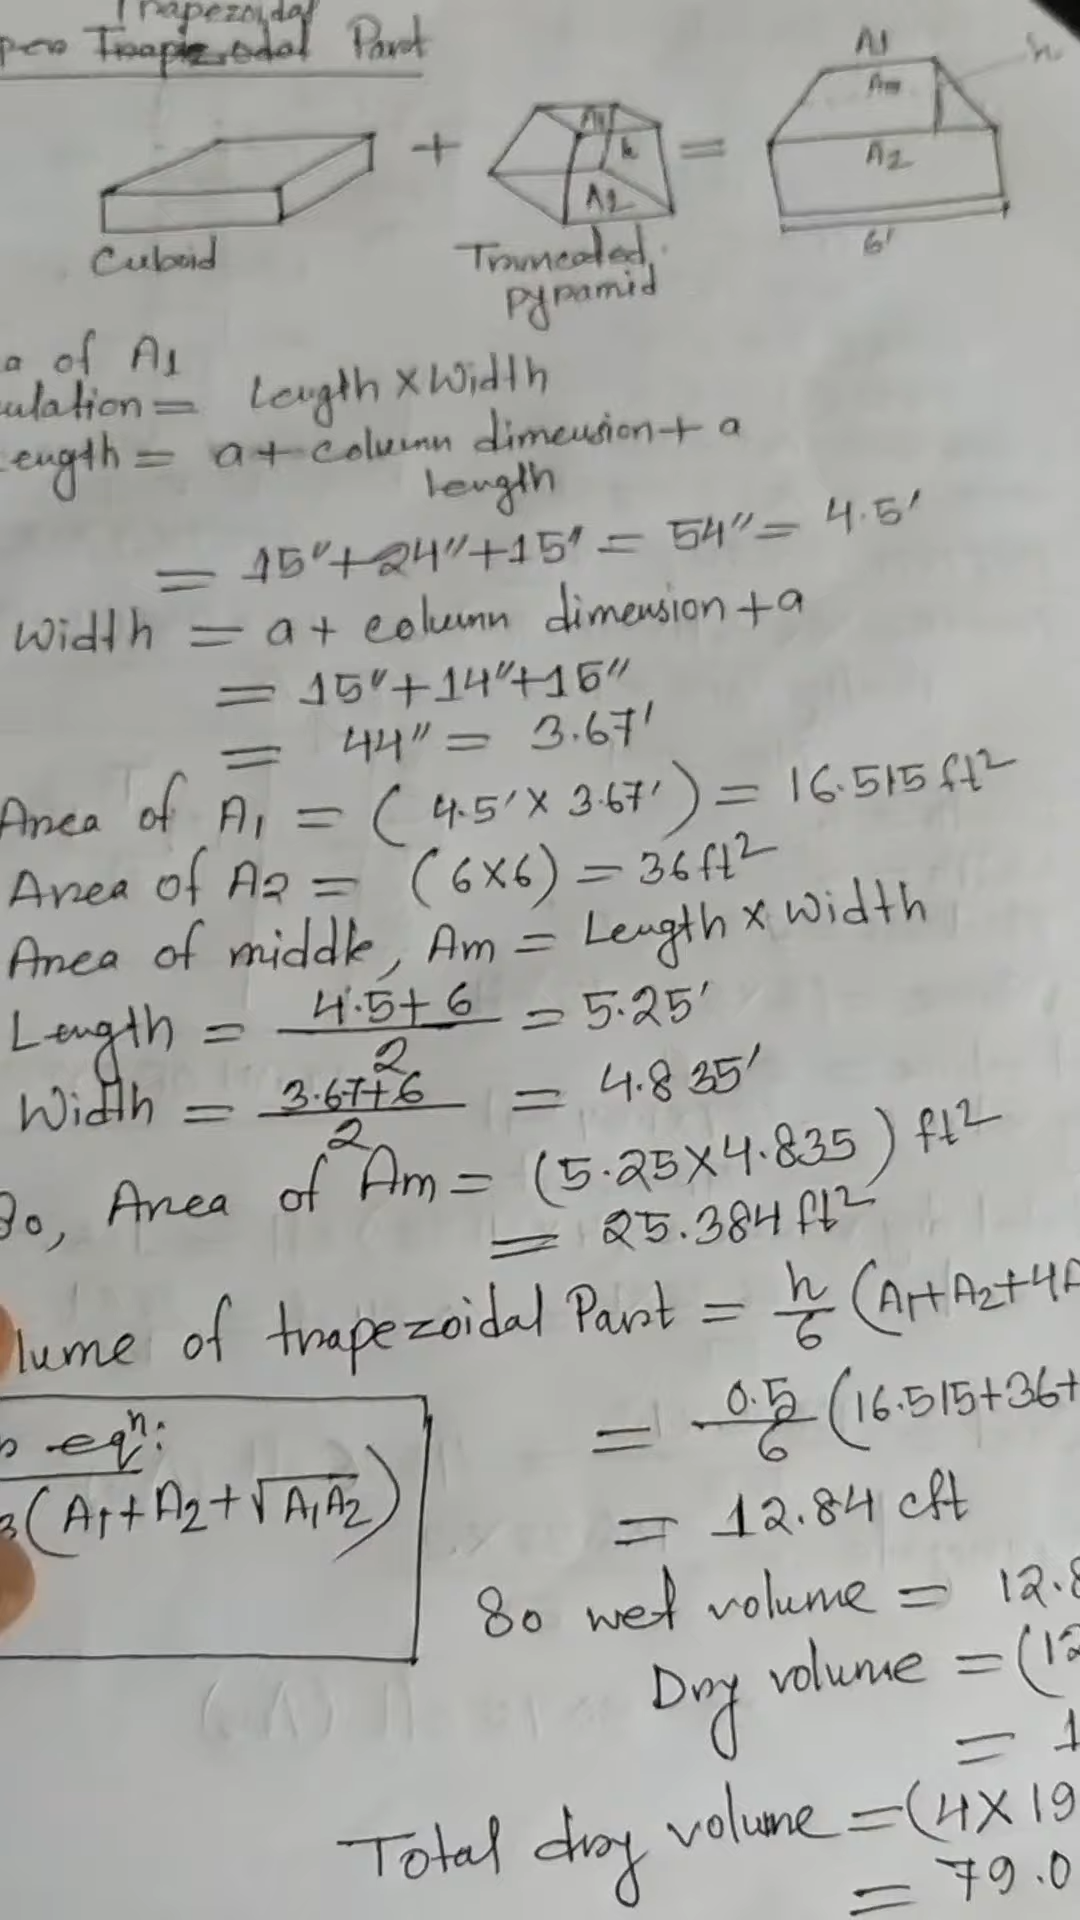 Trapezoidal
Part
A1
h
Am
A2
6'
+
A1
h
A2
=
Cuboid
Truncated
pyramid
of A1
ulation = Length × Width
ength = a + column dimension + a
length
= 15" + 24" + 15" = 54" = 4.5'
Width = a + column dimension + a
= 15" + 14" + 15"
= 44" = 3.67'
Area of A1 = (4.5' × 3.67') = 16.515 ft²
Area of A2 = (6×6) = 36 ft²
Area of middle, Am = Length × Width
Length = 4.5+6 / 2 = 5.25'
Width = 3.67+6 / 2 = 4.835'
So, Area of Am = (5.25×4.835) ft²
= 25.384 ft²
lume of trapezoidal Part = h/6 (A1+A2+4A
= 0.5/6 (16.515+36+
= 12.84 cft
eqⁿ:
3(A1+A2+√A1A2)
So wet volume = 12.8
Dry volume = (12
= 1
Total dry volume = (4×19
= 79.0